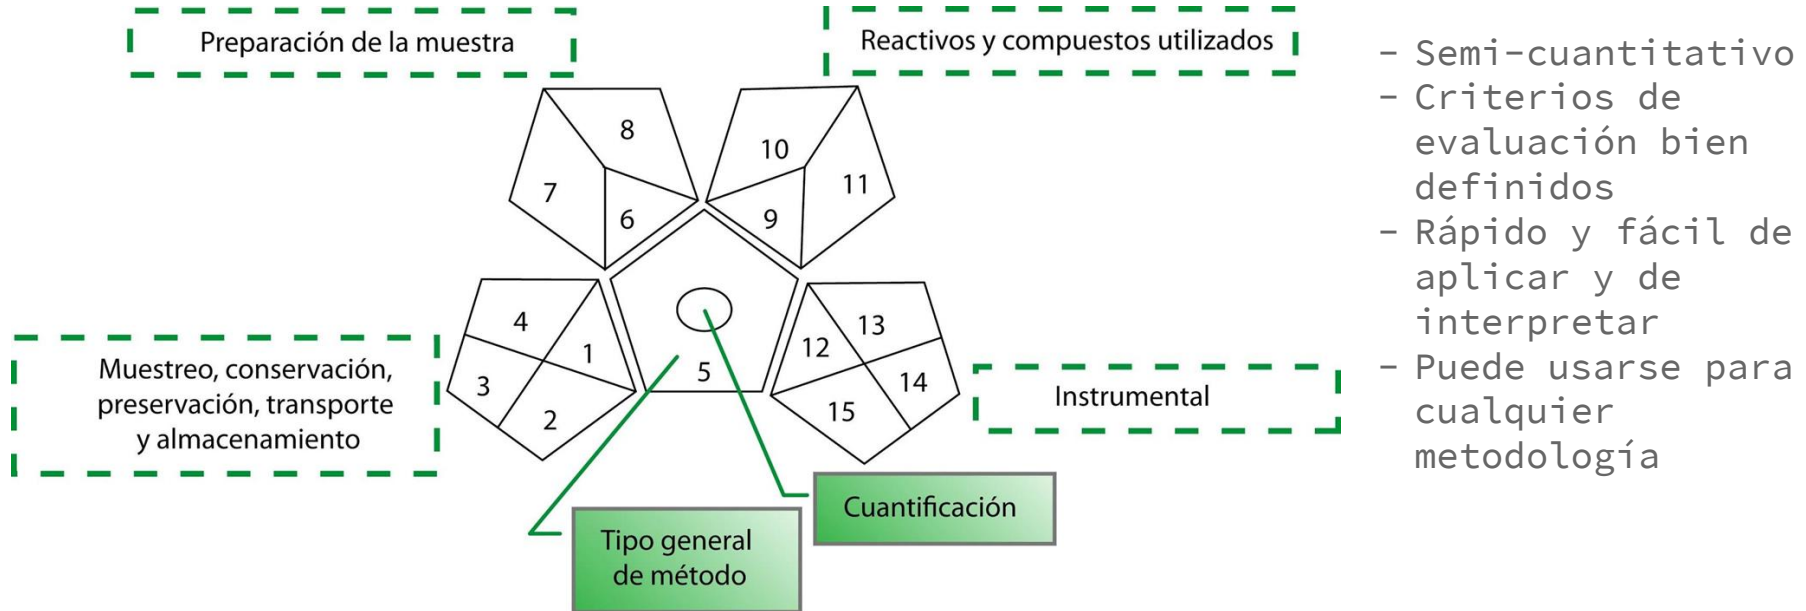 Preparación de la muestra
Reactivos y compuestos utilizados
8
7
6
10
11
9
4
1
3
2
5
13
12
14
15
Muestreo, conservación,
preservación, transporte
y almacenamiento
Instrumental
Cuantificación
Tipo general
de método
- Semi-cuantitativo
- Criterios de
evaluación bien
definidos
- Rápido y fácil de
aplicar y de
interpretar
- Puede usarse para
cualquier
metodología